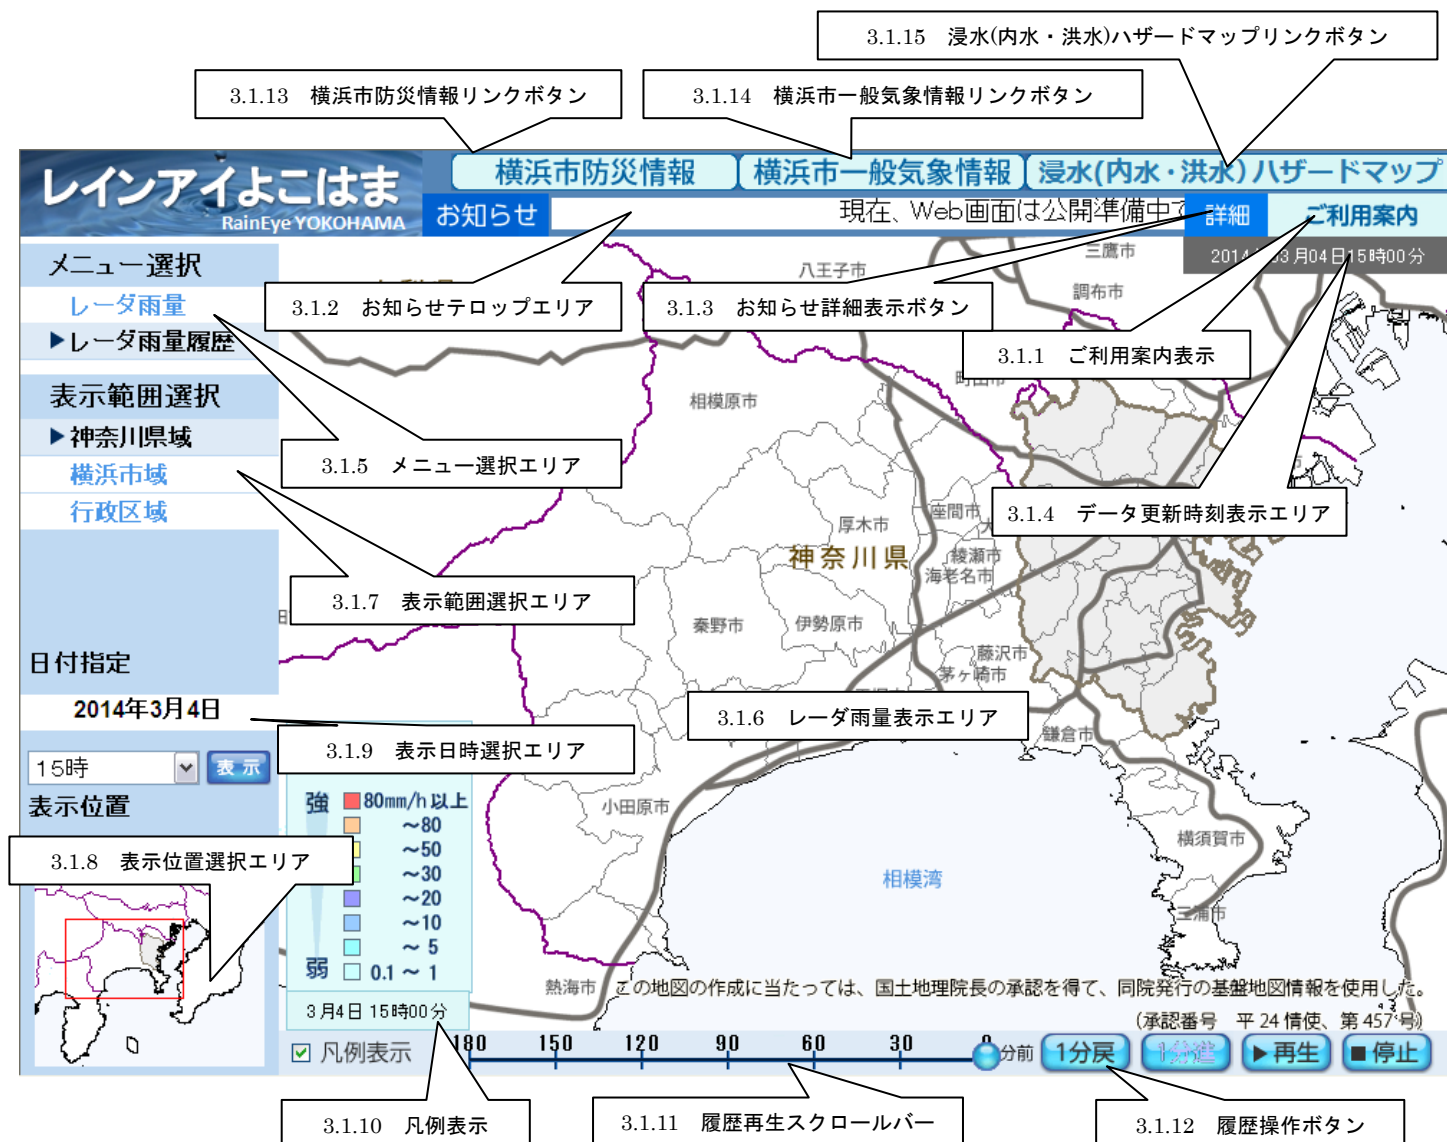 3.1.15　浸水(内水・洪水)ハザードマップリンクボタン
3.1.13　横浜市防災情報リンクボタン
3.1.14　横浜市一般気象情報リンクボタン
レインアイよこはま
RainEye YOKOHAMA
横浜市防災情報
横浜市一般気象情報
浸水(内水・洪水)ハザードマップ
お知らせ
現在、Web画面は公開準備中で
詳細
ご利用案内
2014年03月04日15時00分
メニュー選択
レーダ雨量
▶レーダ雨量履歴
表示範囲選択
▶神奈川県域
横浜市域
行政区域
日付指定
2014年3月4日
15時
表示
表示位置
3.1.2　お知らせテロップエリア
3.1.3　お知らせ詳細表示ボタン
3.1.1　ご利用案内表示
3.1.5　メニュー選択エリア
3.1.4　データ更新時刻表示エリア
3.1.7　表示範囲選択エリア
3.1.6　レーダ雨量表示エリア
3.1.9　表示日時選択エリア
3.1.8　表示位置選択エリア
八王子市
三鷹市
調布市
町田市
相模原市
座間市
厚木市
神奈川県
綾瀬市
海老名市
秦野市
伊勢原市
藤沢市
茅ヶ崎市
鎌倉市
小田原市
横須賀市
相模湾
三浦市
熱海市
強
80mm/h以上
～80
～50
～30
～20
～10
～ 5
弱
0.1 ～ 1
3月4日 15時00分
この地図の作成に当たっては、国土地理院長の承認を得て、同院発行の基盤地図情報を使用した。
(承認番号　平 24 情使、第 457 号)
凡例表示
180 150 120 90 60 30 0 分前
1分戻
1分進
▶再生
■停止
3.1.10　凡例表示
3.1.11　履歴再生スクロールバー
3.1.12　履歴操作ボタン